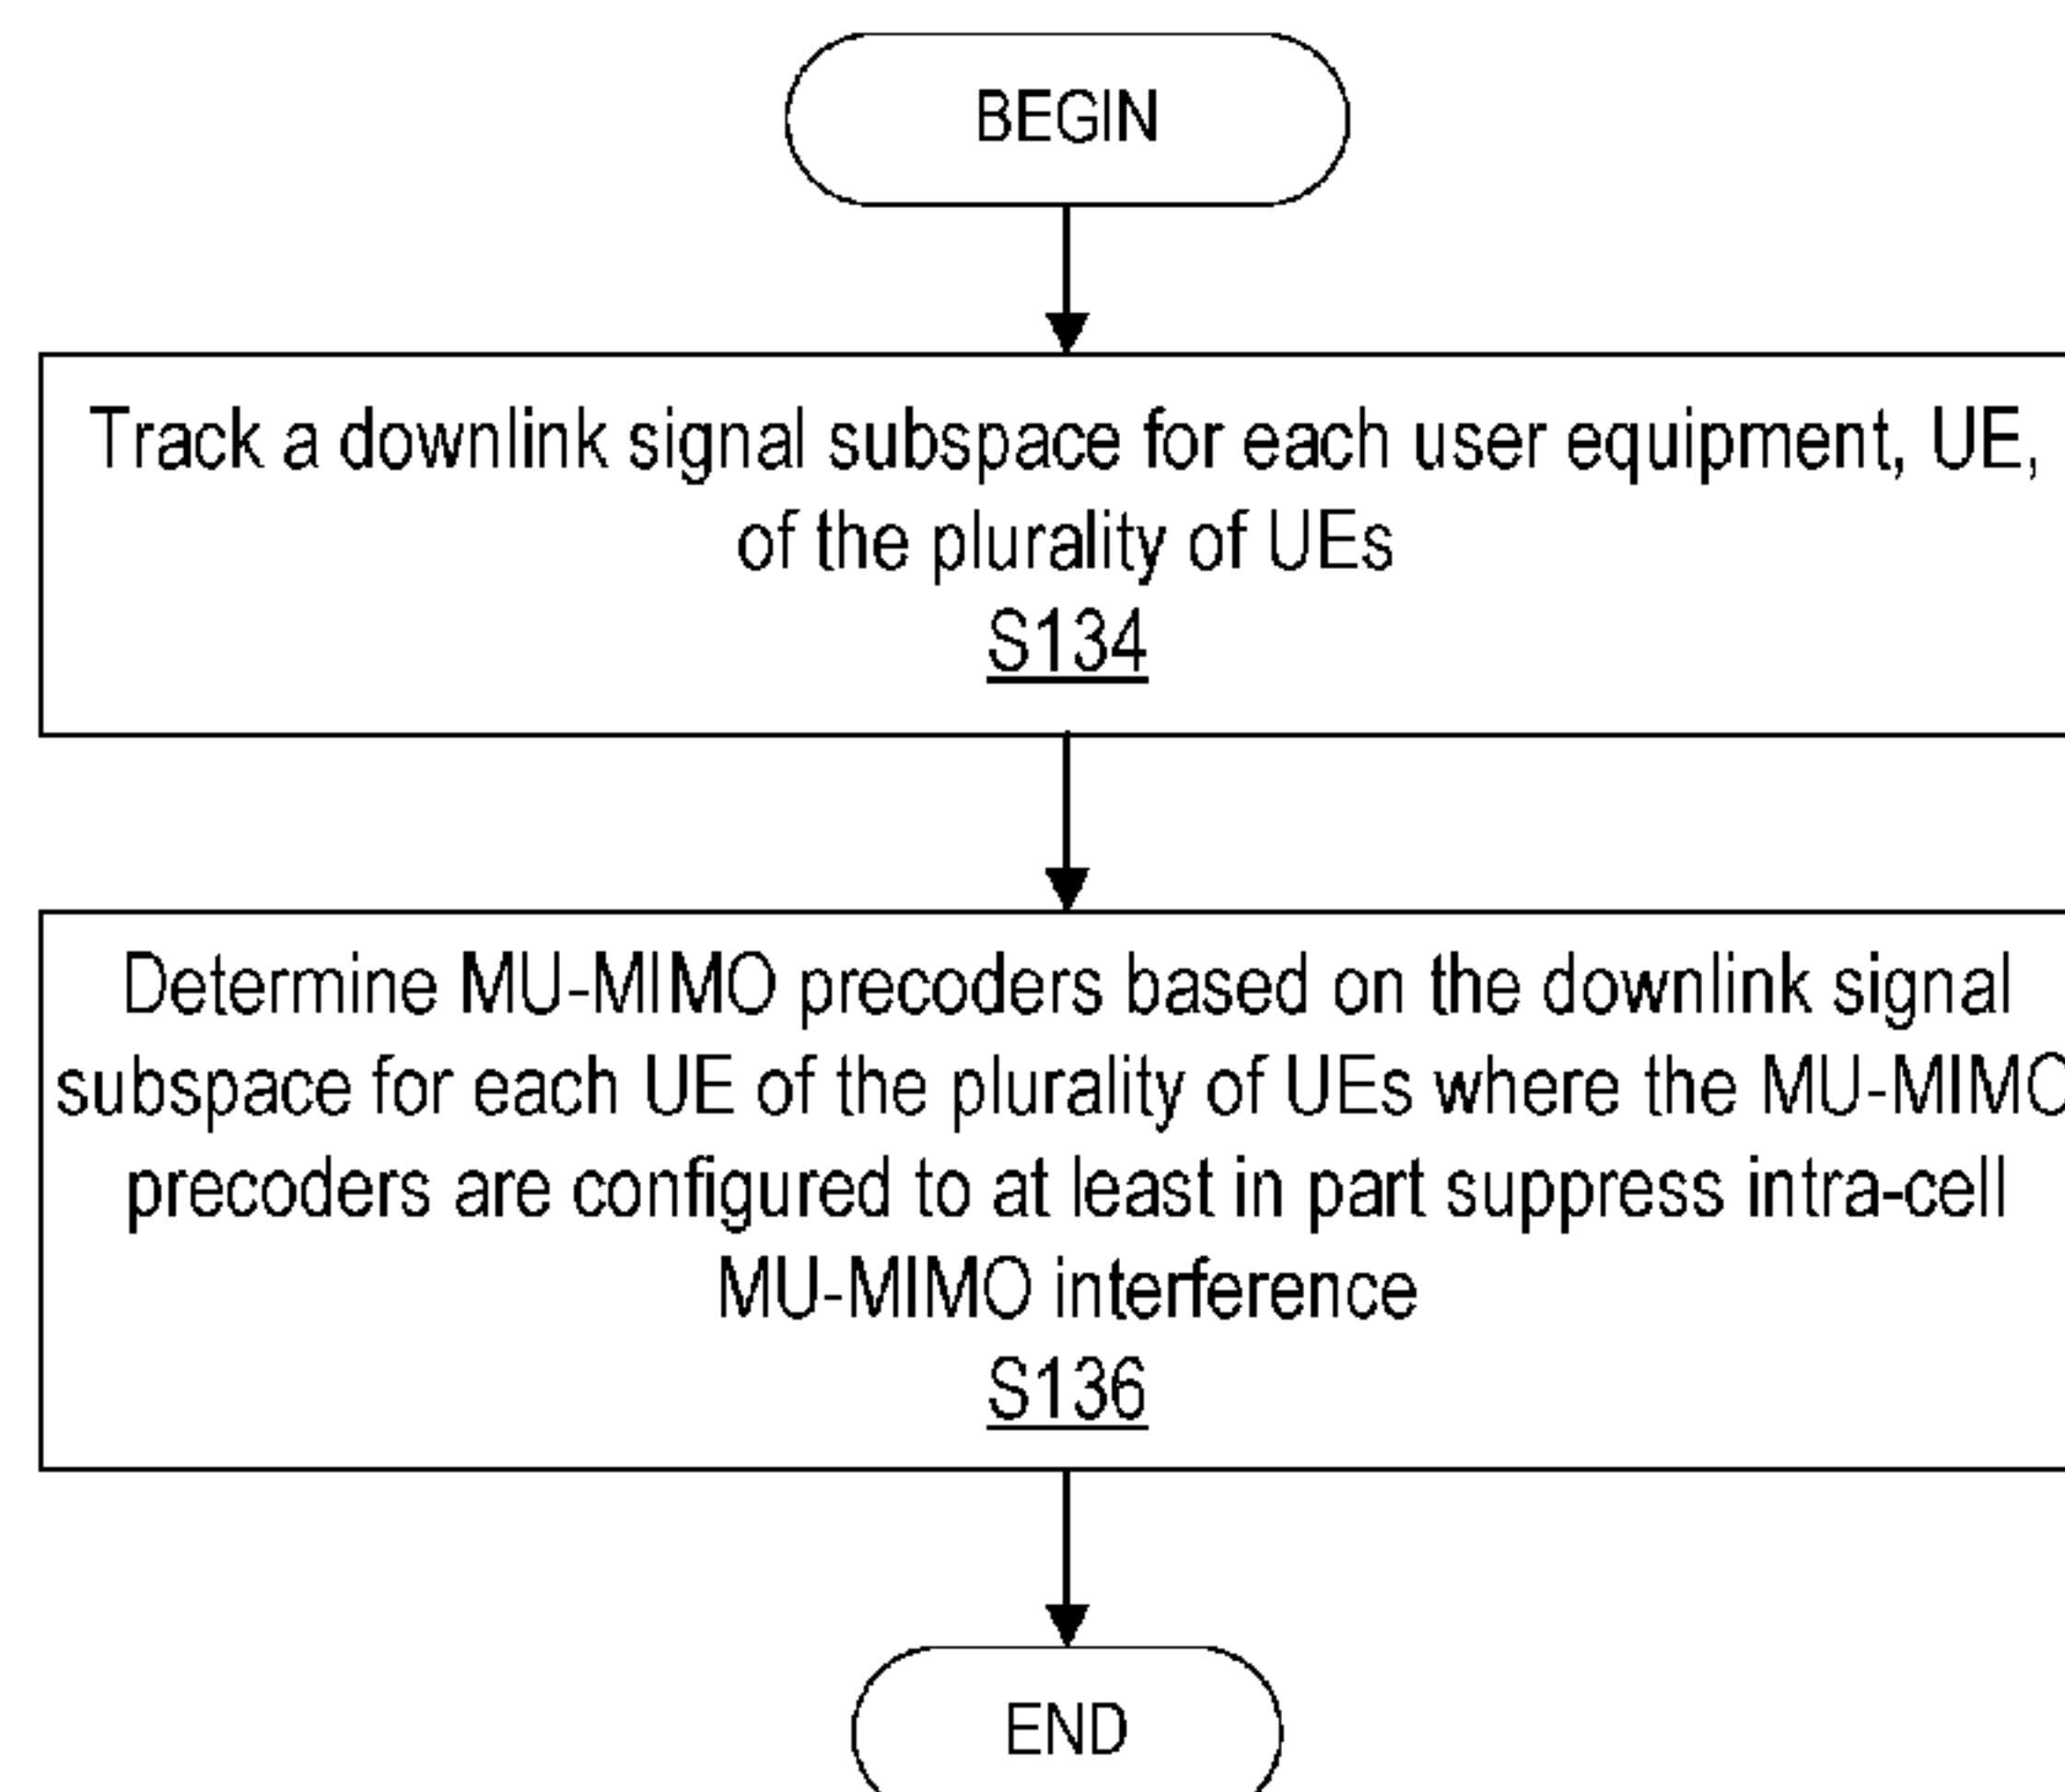 BEGIN
Track a downlink signal subspace for each user equipment, UE,
of the plurality of UEs
S134
Determine MU-MIMO precoders based on the downlink signal
subspace for each UE of the plurality of UEs where the MU-MIMO
precoders are configured to at least in part suppress intra-cell
MU-MIMO interference
S136
END